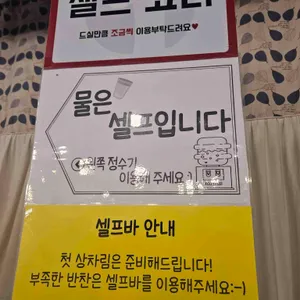 셀프 코너
드실만큼 조금씩 이용부탁드려요♥
물은
셀프입니다
왼쪽 정수기
이용해 주세요 :)
셀프바 안내
첫 상차림은 준비해드립니다!
부족한 반찬은 셀프바를 이용해주세요:-)